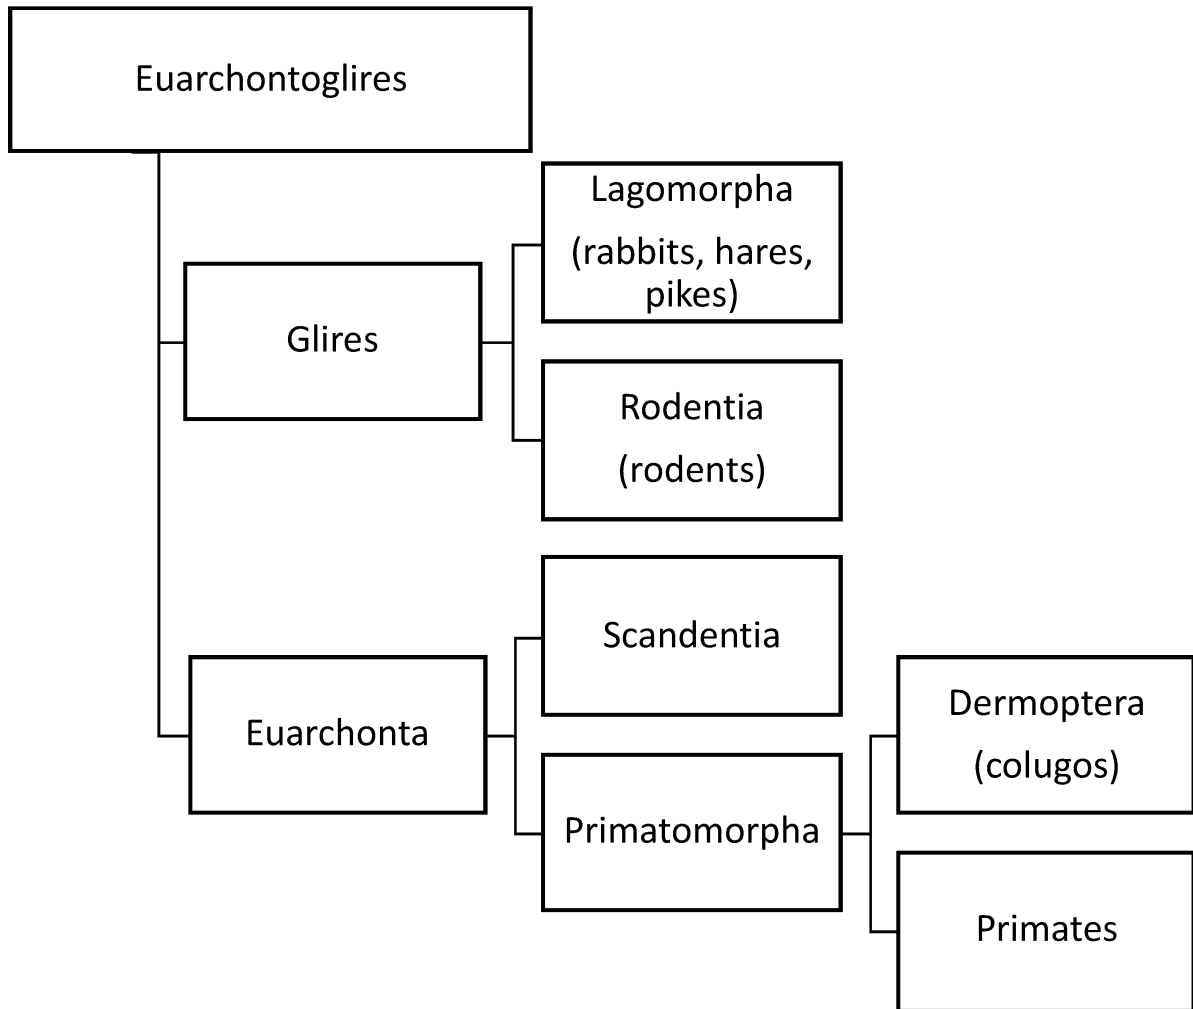 Euarchontoglires
Lagomorpha
(rabbits, hares,
pikes)
Glires
Rodentia
(rodents)
Scandentia
Euarchonta
Dermoptera
(colugos)
Primatomorpha
Primates